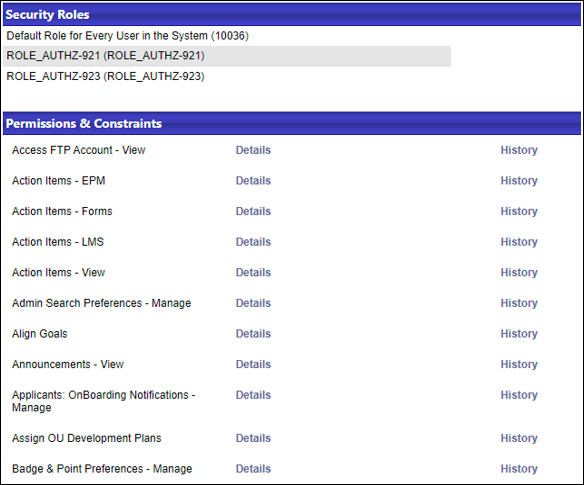 Security Roles
Default Role for Every User in the System (10036)
ROLE_AUTHZ-921 (ROLE_AUTHZ-921)
ROLE_AUTHZ-923 (ROLE_AUTHZ-923)
Permissions & Constraints
Access FTP Account - View Details History
Action Items - EPM Details History
Action Items - Forms Details History
Action Items - LMS Details History
Action Items - View Details History
Admin Search Preferences - Manage Details History
Align Goals Details History
Announcements - View Details History
Applicants: OnBoarding Notifications - Details History
Manage
Assign OU Development Plans Details History
Badge & Point Preferences - Manage Details History